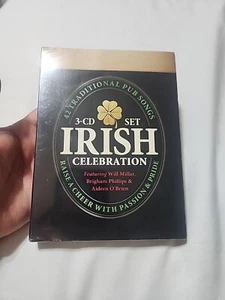 42 TRADITIONAL PUB SONGS
3-CD SET
IRISH
CELEBRATION
Featuring Will Millar,
Brigham Phillips &
Aideen O'Brien
RAISE A CHEER WITH PASSION & PRIDE